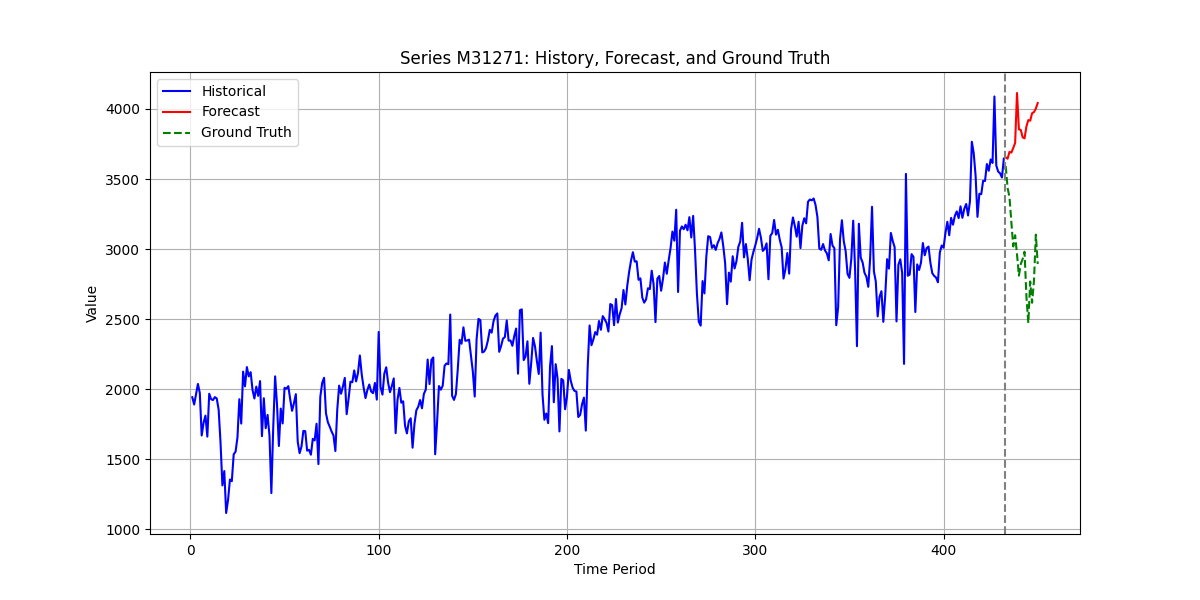 Series M31271: History, Forecast, and Ground Truth
Historical
Forecast
Ground Truth
4000
3500
3000
2500
2000
1500
1000
Value
0 100 200 300 400
Time Period